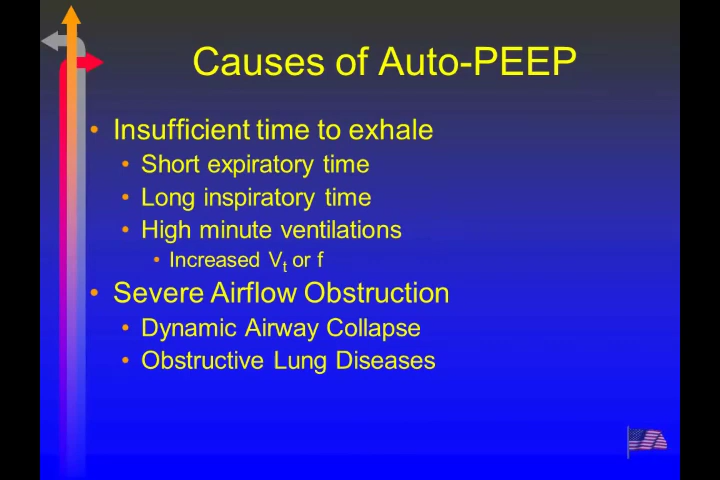 Causes of Auto-PEEP
• Insufficient time to exhale
• Short expiratory time
• Long inspiratory time
• High minute ventilations
• Increased Vt or f
• Severe Airflow Obstruction
• Dynamic Airway Collapse
• Obstructive Lung Diseases